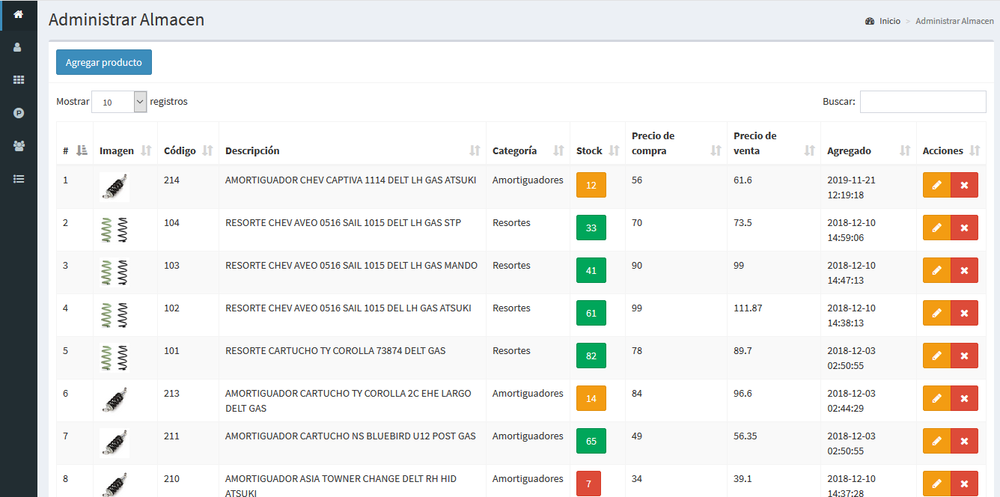 Administrar Almacen
Inicio > Administrar Almacen
Agregar producto
Mostrar 10 registros
Buscar:
# Imagen Código Descripción Categoría Stock Precio de compra Precio de venta Agregado Acciones
1 214 AMORTIGUADOR CHEV CAPTIVA 1114 DELT LH GAS ATSUKI Amortiguadores 12 56 61.6 2019-11-21 12:19:18
2 104 RESORTE CHEV AVEO 0516 SAIL 1015 DELT LH GAS STP Resortes 33 70 73.5 2018-12-10 14:59:06
3 103 RESORTE CHEV AVEO 0516 SAIL 1015 DELT LH GAS MANDO Resortes 41 90 99 2018-12-10 14:47:13
4 102 RESORTE CHEV AVEO 0516 SAIL 1015 DEL LH GAS ATSUKI Resortes 61 99 111.87 2018-12-10 14:38:13
5 101 RESORTE CARTUCHO TY COROLLA 73874 DELT GAS Resortes 82 78 89.7 2018-12-03 02:50:55
6 213 AMORTIGUADOR CARTUCHO TY COROLLA 2C EHE LARGO DELT GAS Amortiguadores 14 84 96.6 2018-12-03 02:44:29
7 211 AMORTIGUADOR CARTUCHO NS BLUEBIRD U12 POST GAS Amortiguadores 65 49 56.35 2018-12-03 02:50:55
8 210 AMORTIGUADOR ASIA TOWNER CHANGE DELT RH HID ATSUKI Amortiguadores 7 34 39.1 2018-12-10 14:37:28